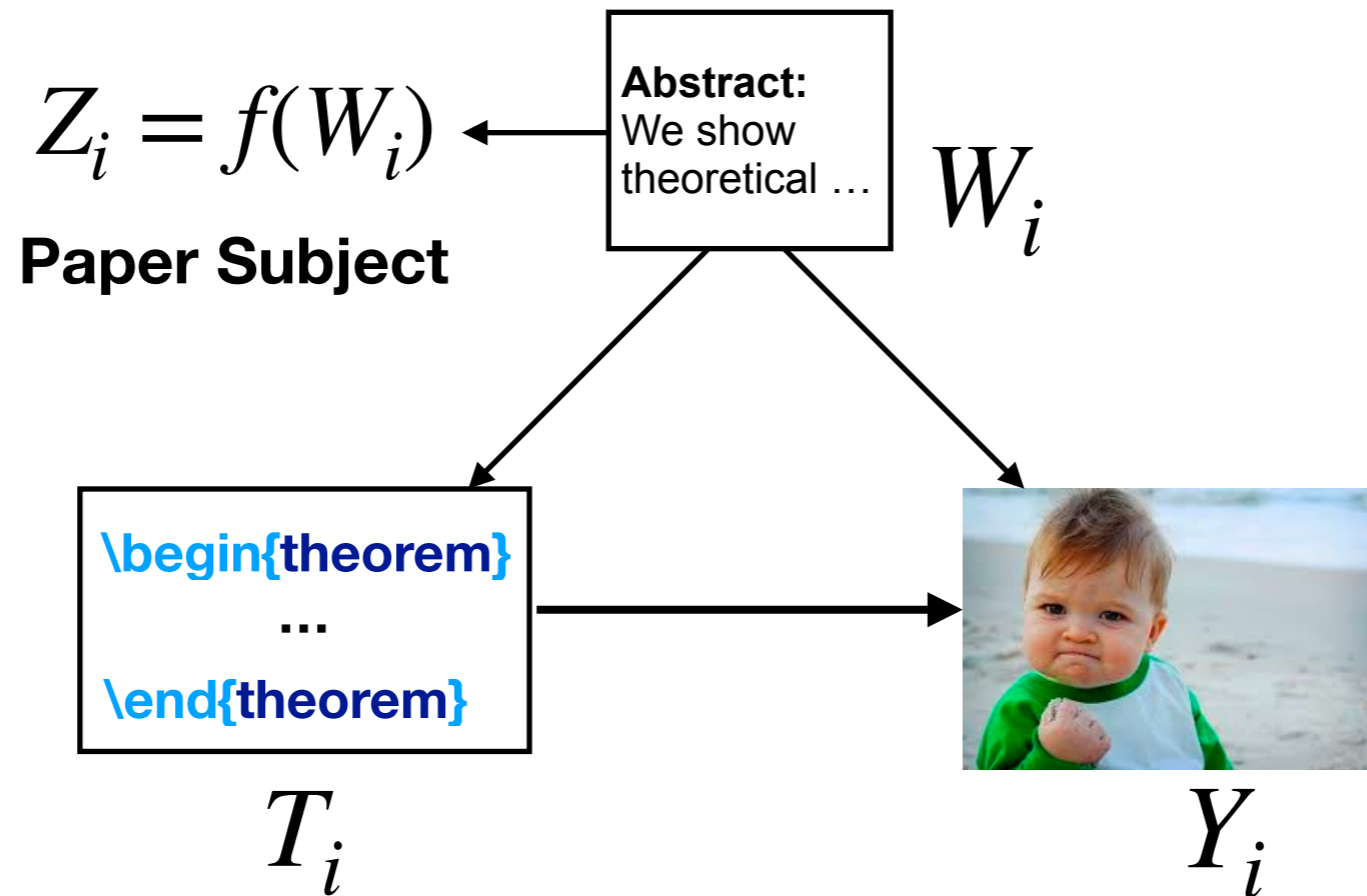 Z_i = f(W_i)
Paper Subject
Abstract:
We show
theoretical …
W_i
\begin{theorem}
...
\end{theorem}
T_i
Y_i